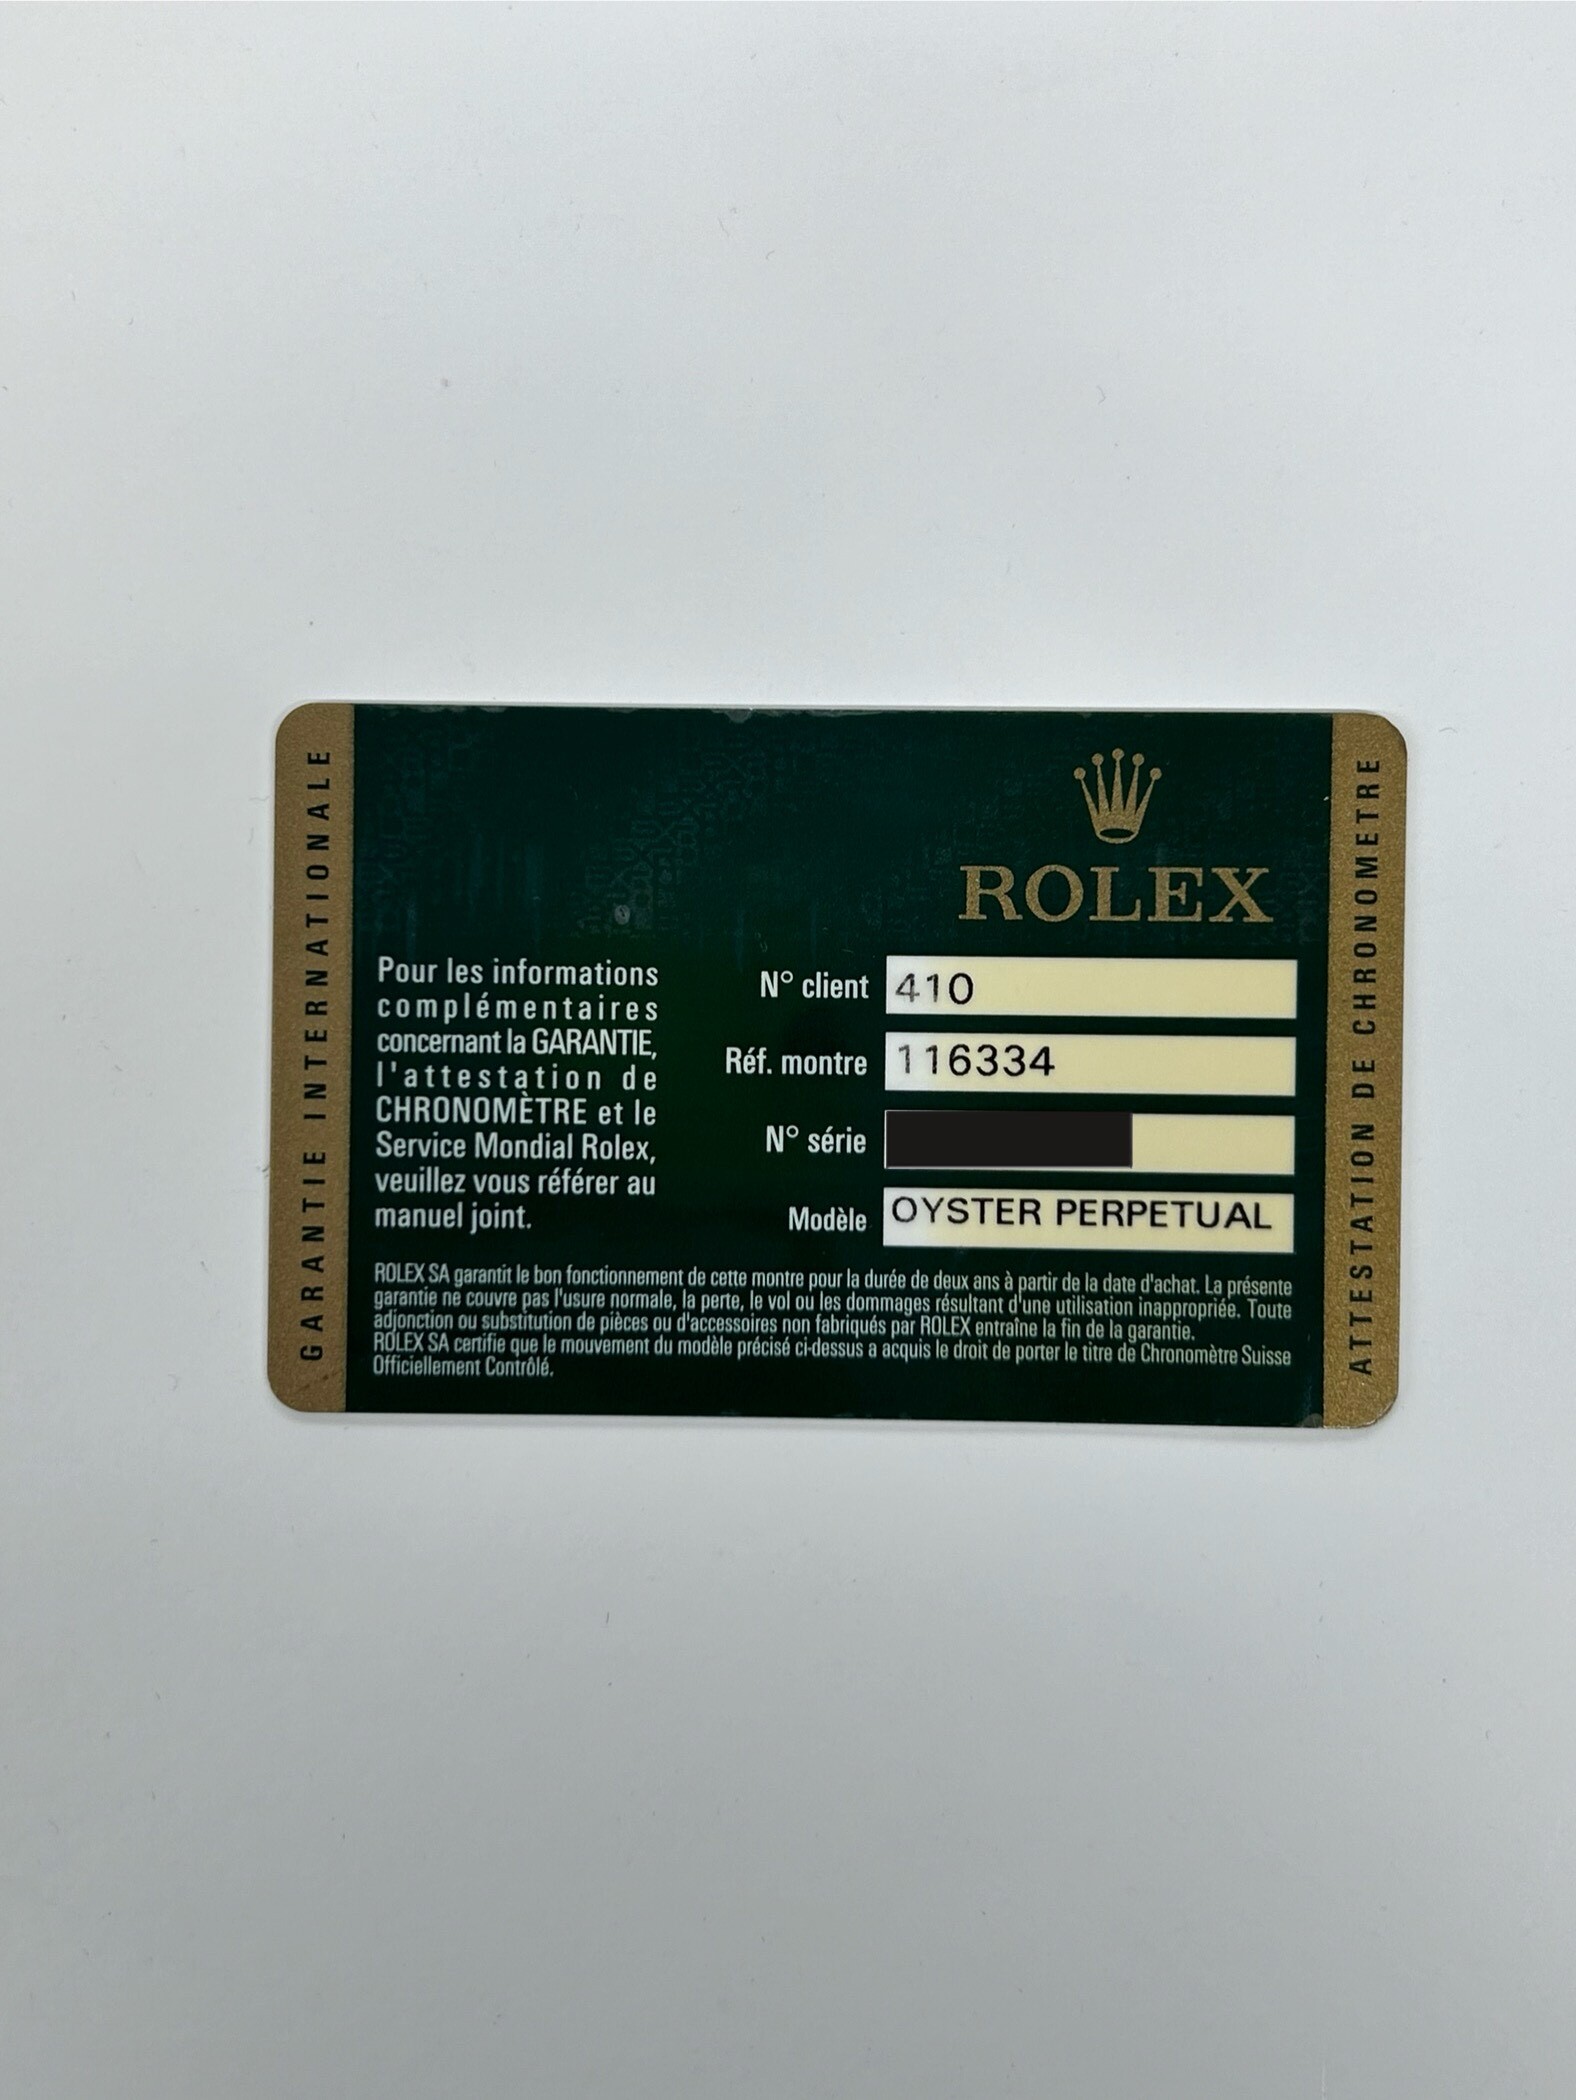 GARANTIE INTERNATIONALE
ROLEX
Pour les informations
complémentaires
concernant la GARANTIE,
l'attestation de
CHRONOMÈTRE et le
Service Mondial Rolex,
veuillez vous référer au
manuel joint.
N° client 410
Réf. montre 116334
N° série
Modèle OYSTER PERPETUAL
ROLEX SA garantit le bon fonctionnement de cette montre pour la durée de deux ans à partir de la date d'achat. La présente
garantie ne couvre pas l'usure normale, la perte, le vol ou les dommages résultant d'une utilisation inappropriée. Toute
adjonction ou substitution de pièces ou d'accessoires non fabriqués par ROLEX entraîne la fin de la garantie.
ROLEX SA certifie que le mouvement du modèle précisé ci-dessus a acquis le droit de porter le titre de Chronomètre Suisse
Officiellement Contrôlé.
ATTESTATION DE CHRONOMETRE